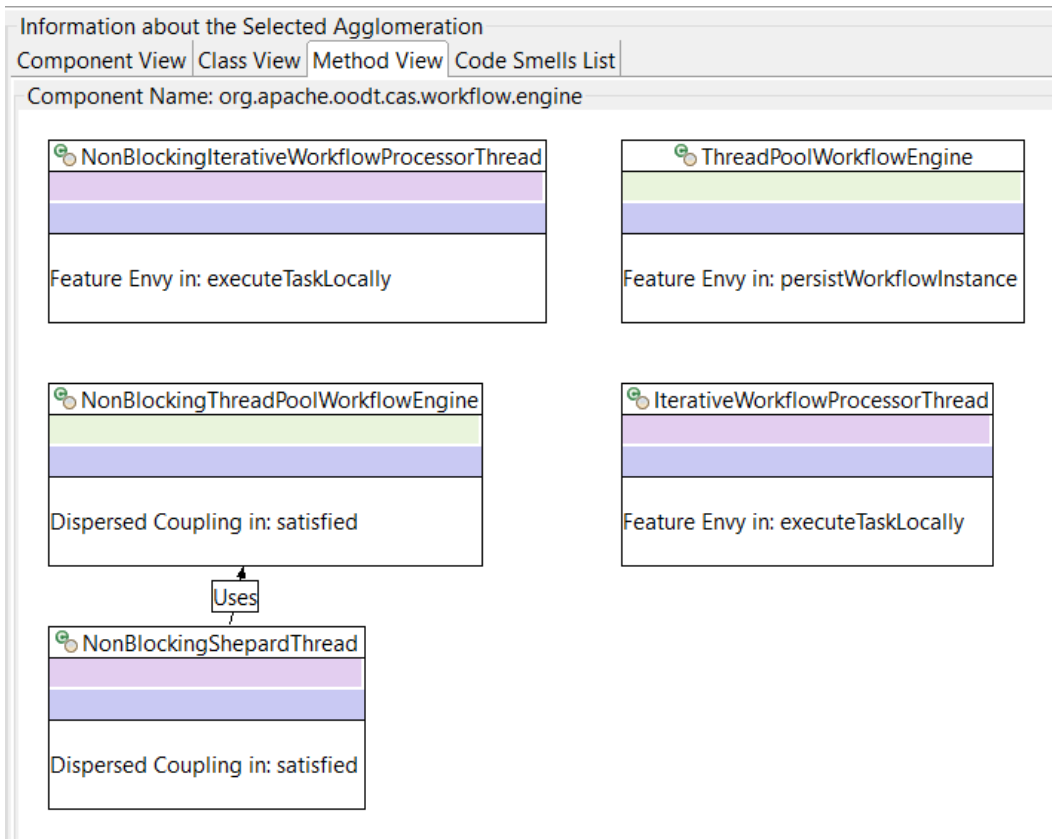 Information about the Selected Agglomeration
Component View Class View Method View Code Smells List
Component Name: org.apache.oodt.cas.workflow.engine
NonBlockingIterativeWorkflowProcessorThread
Feature Envy in: executeTaskLocally
ThreadPoolWorkflowEngine
Feature Envy in: persistWorkflowInstance
NonBlockingThreadPoolWorkflowEngine
Dispersed Coupling in: satisfied
IterativeWorkflowProcessorThread
Feature Envy in: executeTaskLocally
Uses
NonBlockingShepardThread
Dispersed Coupling in: satisfied